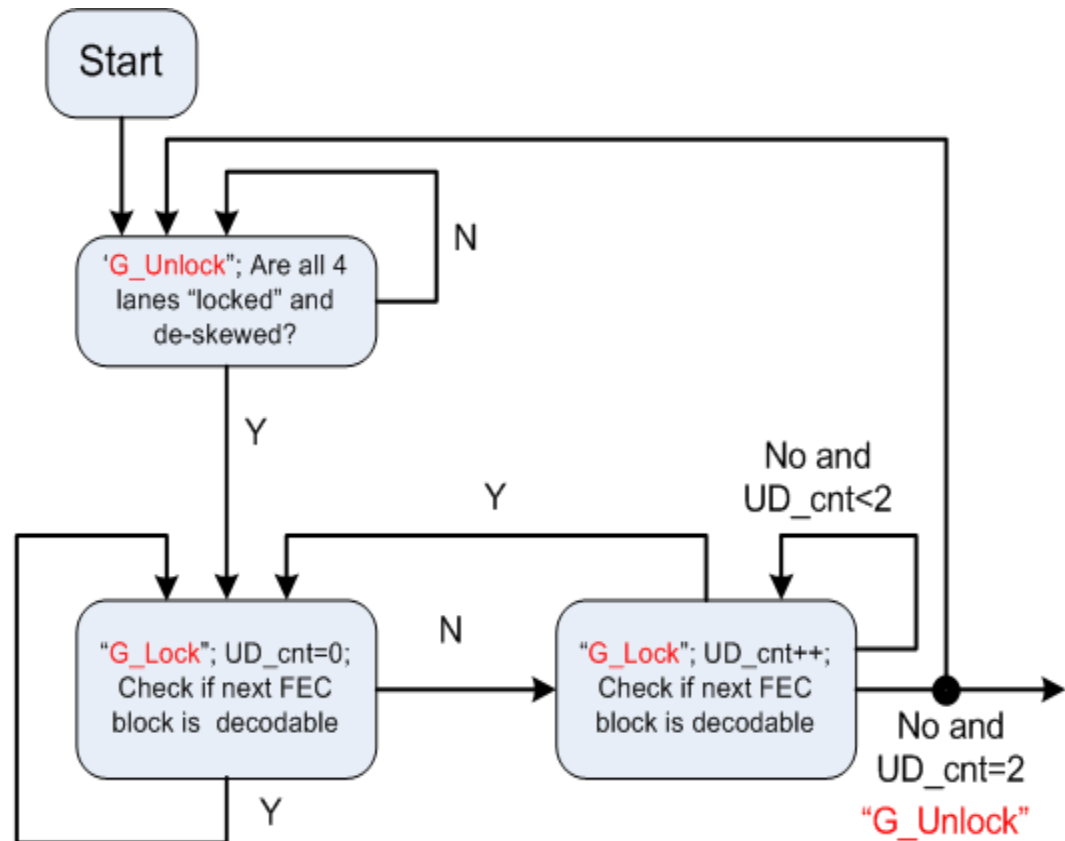 Start
N
‘G_Unlock”; Are all 4
lanes “locked” and
de-skewed?
Y
No and
UD_cnt<2
Y
“G_Lock”; UD_cnt=0;
Check if next FEC
block is decodable
N
“G_Lock”; UD_cnt++;
Check if next FEC
block is decodable
No and
UD_cnt=2
“G_Unlock”
Y